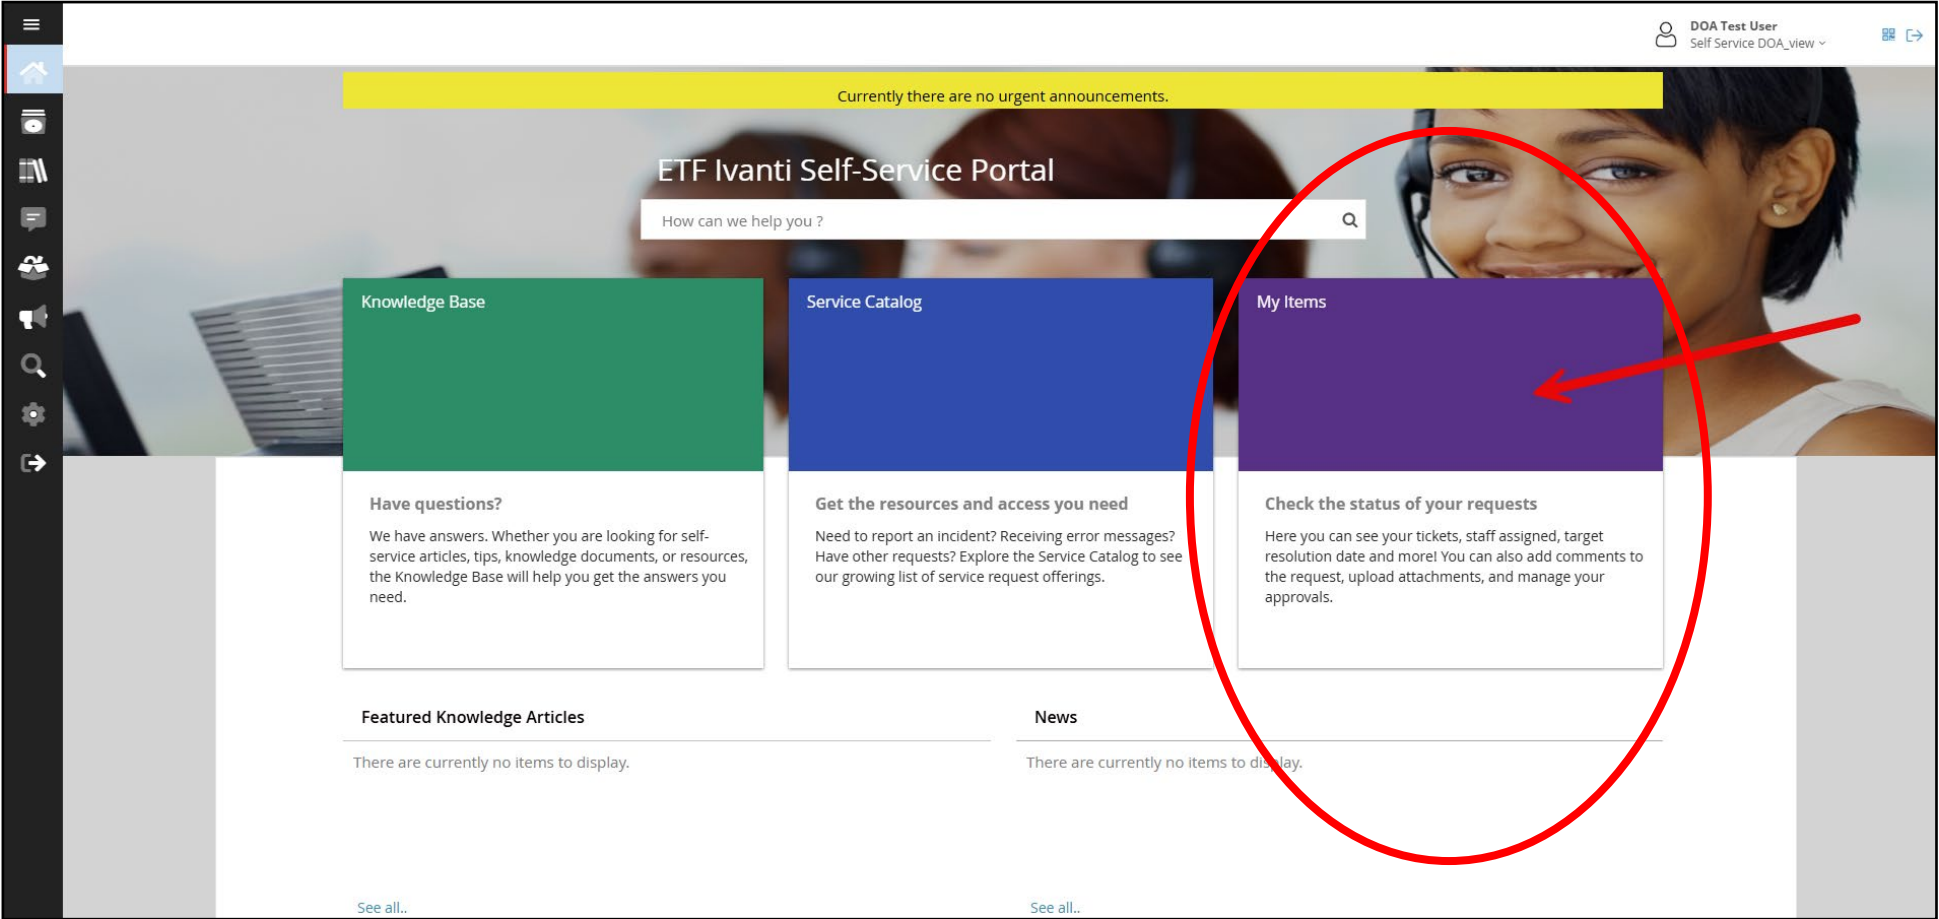 DOA Test User
Self Service DOA_view
Currently there are no urgent announcements.
ETF Ivanti Self-Service Portal
How can we help you ?
Knowledge Base
Have questions?
We have answers. Whether you are looking for self-
service articles, tips, knowledge documents, or resources,
the Knowledge Base will help you get the answers you
need.
Service Catalog
Get the resources and access you need
Need to report an incident? Receiving error messages?
Have other requests? Explore the Service Catalog to see
our growing list of service request offerings.
My Items
Check the status of your requests
Here you can see your tickets, staff assigned, target
resolution date and more! You can also add comments to
the request, upload attachments, and manage your
approvals.
Featured Knowledge Articles
There are currently no items to display.
See all..
News
There are currently no items to display.
See all..